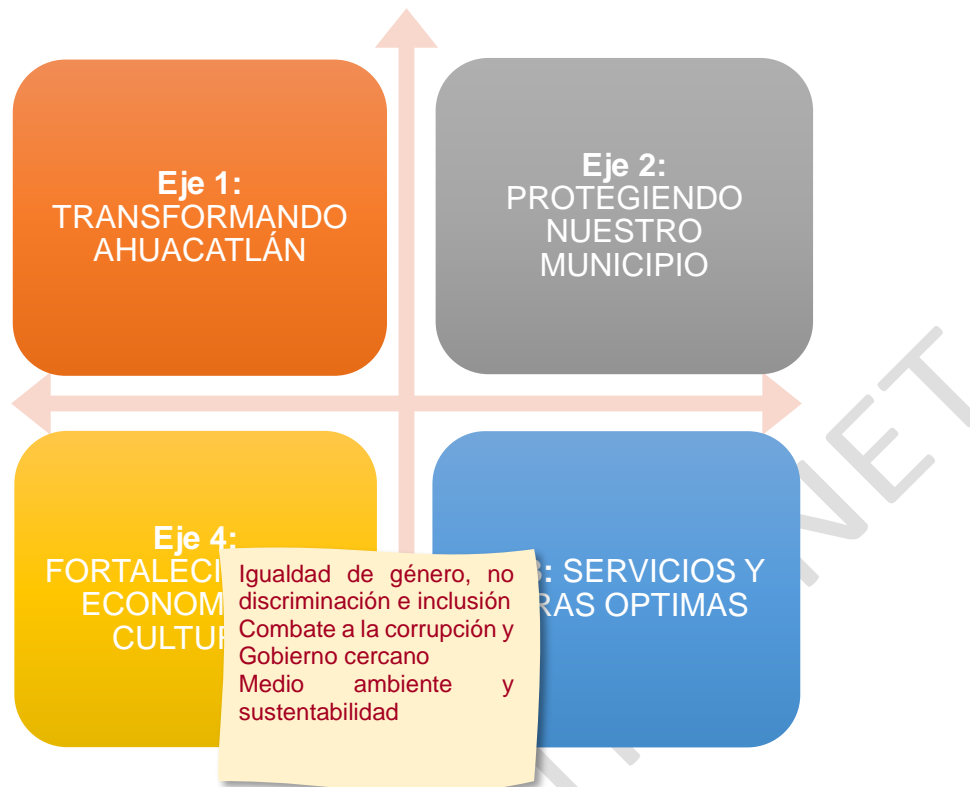 Eje 1:
TRANSFORMANDO
AHUACATLÁN
Eje 2:
PROTEGIENDO
NUESTRO
MUNICIPIO
Eje 4:
: SERVICIOS Y
OPTIMAS
Igualdad de género, no
discriminación e inclusión
Combate a la corrupción y
Gobierno cercano
Medio ambiente y
sustentabilidad